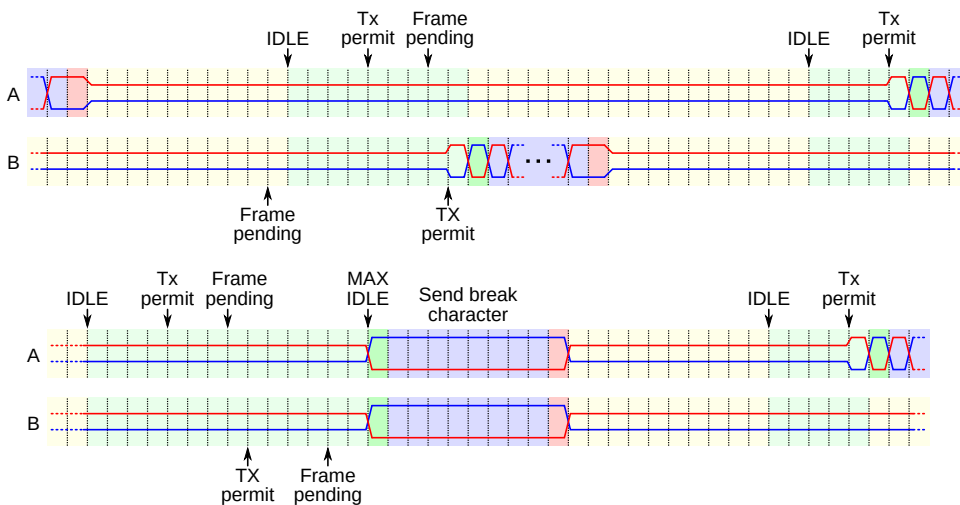 IDLE
Tx
permit
Frame
pending
IDLE
Tx
permit
A
B
...
Frame
pending
TX
permit
IDLE
Tx
permit
Frame
pending
MAX
IDLE
Send break
character
IDLE
Tx
permit
A
B
TX
permit
Frame
pending